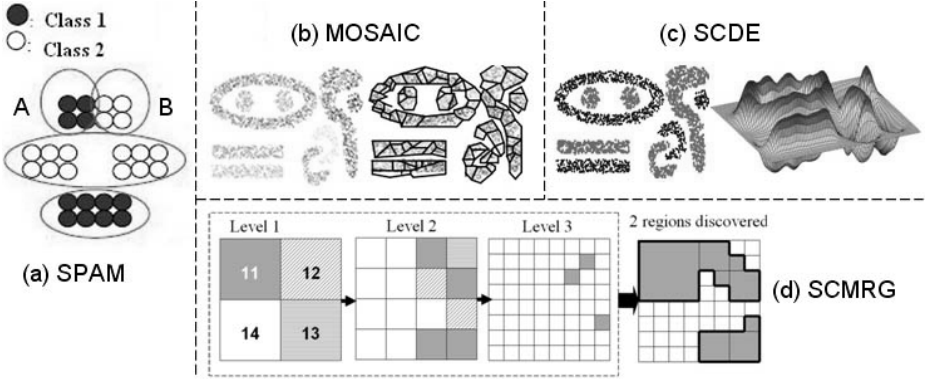 : Class 1
: Class 2
A
B
(a) SPAM
(b) MOSAIC
(c) SCDE
Level 1
Level 2
Level 3
2 regions discovered
11
12
14
13
(d) SCMRG